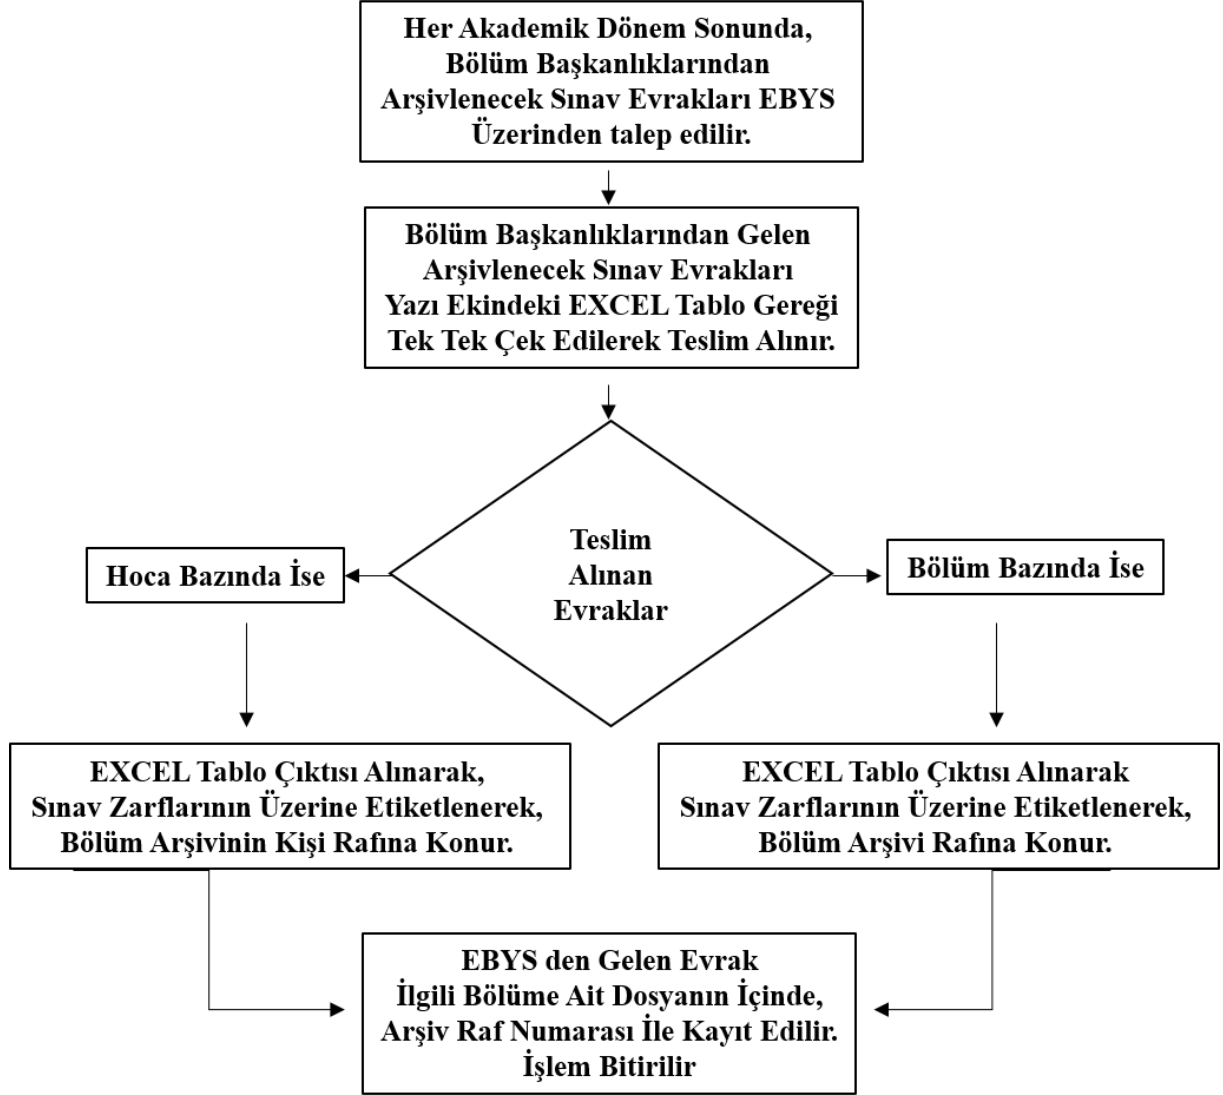 Her Akademik Dönem Sonunda,
Bölüm Başkanlıklarından
Arşivlenecek Sınav Evrakları EBYS
Üzerinden talep edilir.
Bölüm Başkanlıklarından Gelen
Arşivlenecek Sınav Evrakları
Yazı Ekindeki EXCEL Tablo Gereği
Tek Tek Çek Edilerek Teslim Alınır.
Teslim
Alınan
Evraklar
Hoca Bazında İse
Bölüm Bazında İse
EXCEL Tablo Çıktısı Alınarak,
Sınav Zarflarının Üzerine Etiketlenerek,
Bölüm Arşivinin Kişi Rafına Konur.
EXCEL Tablo Çıktısı Alınarak
Sınav Zarflarının Üzerine Etiketlenerek,
Bölüm Arşivi Rafına Konur.
EBYS den Gelen Evrak
İlgili Bölüme Ait Dosyanın İçinde,
Arşiv Raf Numarası İle Kayıt Edilir.
İşlem Bitirilir